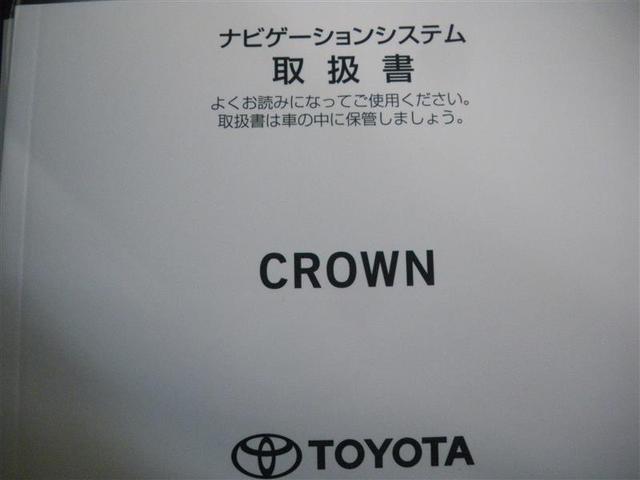 ナビゲーションシステム
取扱書
よくお読みになってご使用ください。
取扱書は車の中に保管しましょう。
CROWN
TOYOTA